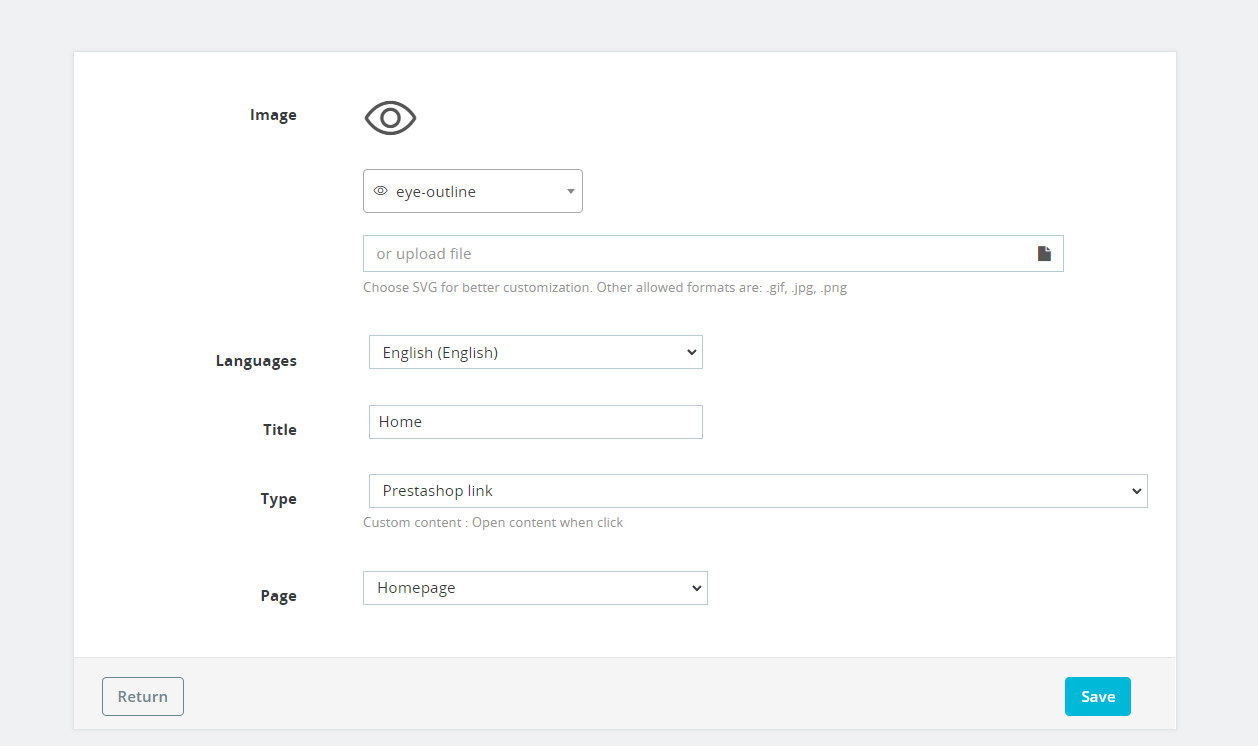 Image
eye-outline
or upload file
Choose SVG for better customization. Other allowed formats are: .gif, .jpg, .png
Languages
English (English)
Title
Home
Type
Prestashop link
Custom content : Open content when click
Page
Homepage
Return
Save